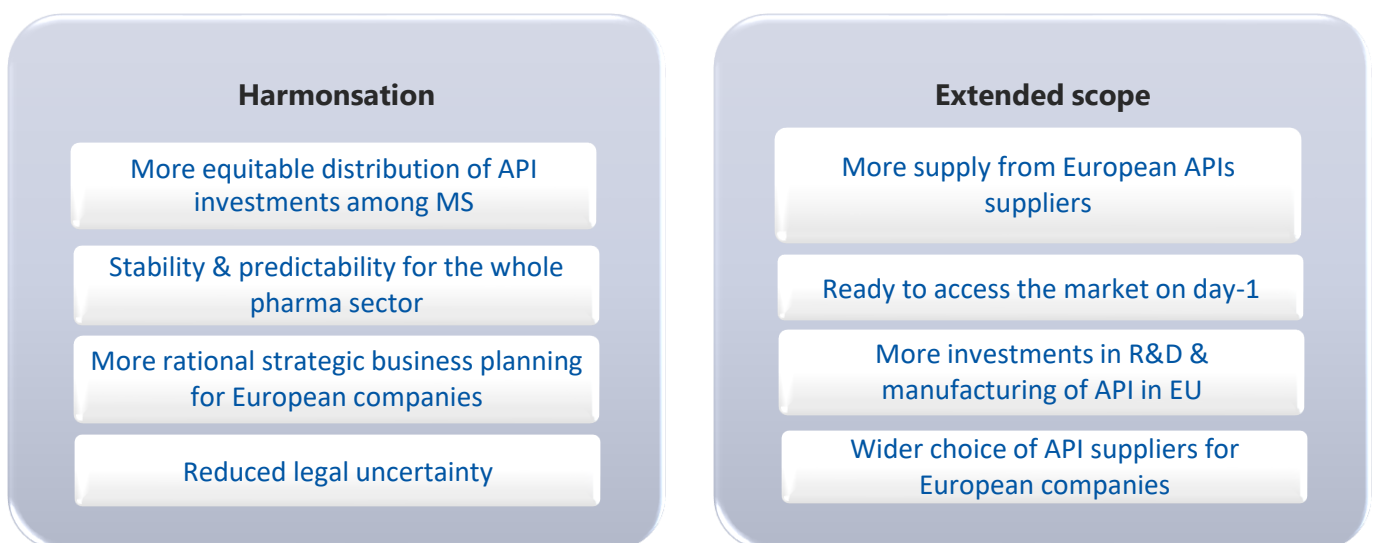 Harmonsation
More equitable distribution of API
investments among MS
Stability & predictability for the whole
pharma sector
More rational strategic business planning
for European companies
Reduced legal uncertainty
Extended scope
More supply from European APIs
suppliers
Ready to access the market on day-1
More investments in R&D &
manufacturing of API in EU
Wider choice of API suppliers for
European companies